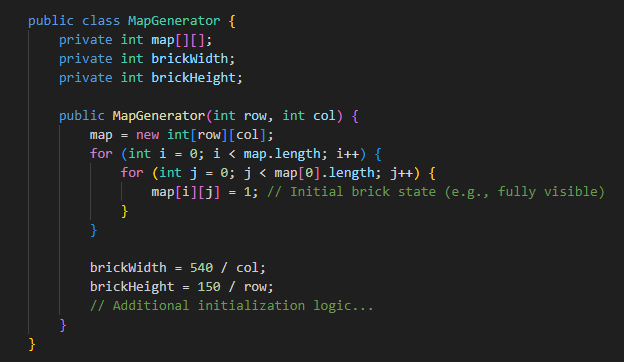 public class MapGenerator {
    private int map[][];
    private int brickWidth;
    private int brickHeight;

    public MapGenerator(int row, int col) {
        map = new int[row][col];
        for (int i = 0; i < map.length; i++) {
            for (int j = 0; j < map[0].length; j++) {
                map[i][j] = 1; // Initial brick state (e.g., fully visible)
            }
        }

        brickWidth = 540 / col;
        brickHeight = 150 / row;
        // Additional initialization logic...
    }
}